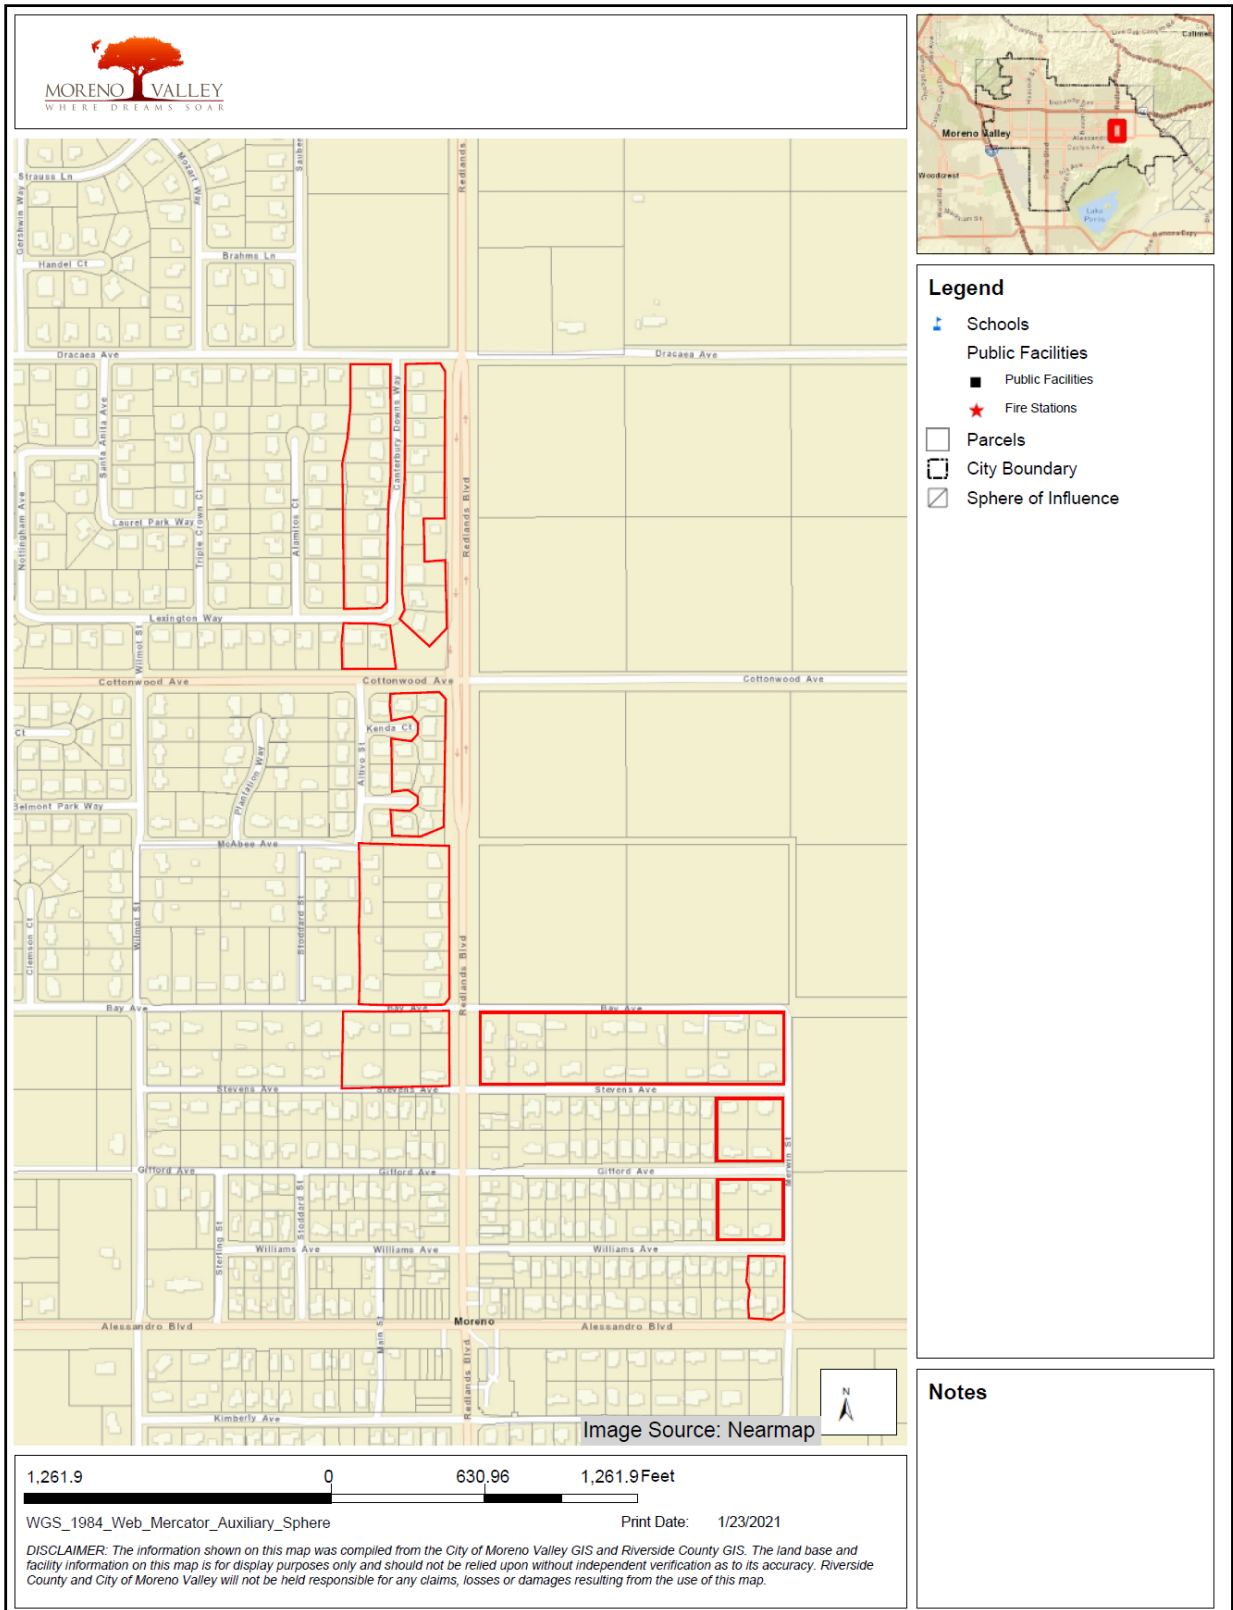 MORENO VALLEY
WHERE DREAMS SOAR
Moreno Valley
Woodcrest
Lake
Perris
Legend
Schools
Public Facilities
Public Facilities
Fire Stations
Parcels
City Boundary
Sphere of Influence
Notes
Strauss Ln
Mozart Way
Gershwin Way
Redlands
Handel Ct
Brahms Ln
Dracaea Ave
Dracaea Ave
Santa Anita Ave
Canterbury Downs Way
Nottingham Ave
Laurel Park Way
Triple Crown Ct
Alamitos Ct
Redlands Blvd
Lexington Way
Wilmot St
Cottonwood Ave
Cottonwood Ave
Cottonwood Ave
Ct
Kenda Ct
Plantation Way
Altivo St
Belmont Park Way
McAbee Ave
Clemson Ct
Wilmot St
Stoddard St
Redlands Blvd
Bay Ave
Bay Ave
Bay Ave
Stevens Ave
Stevens Ave
Stevens Ave
Merwin St
Gifford Ave
Gifford Ave
Gifford Ave
Sterling St
Stoddard St
Williams Ave
Williams Ave
Williams Ave
Alessandro Blvd
Main St
Moreno
Alessandro Blvd
Redlands Blvd
Kimberly Ave
N
Image Source: Nearmap
1,261.9 0 630.96 1,261.9 Feet
WGS_1984_Web_Mercator_Auxiliary_Sphere
Print Date: 1/23/2021
DISCLAIMER: The information shown on this map was compiled from the City of Moreno Valley GIS and Riverside County GIS. The land base and
facility information on this map is for display purposes only and should not be relied upon without independent verification as to its accuracy. Riverside
County and City of Moreno Valley will not be held responsible for any claims, losses or damages resulting from the use of this map.